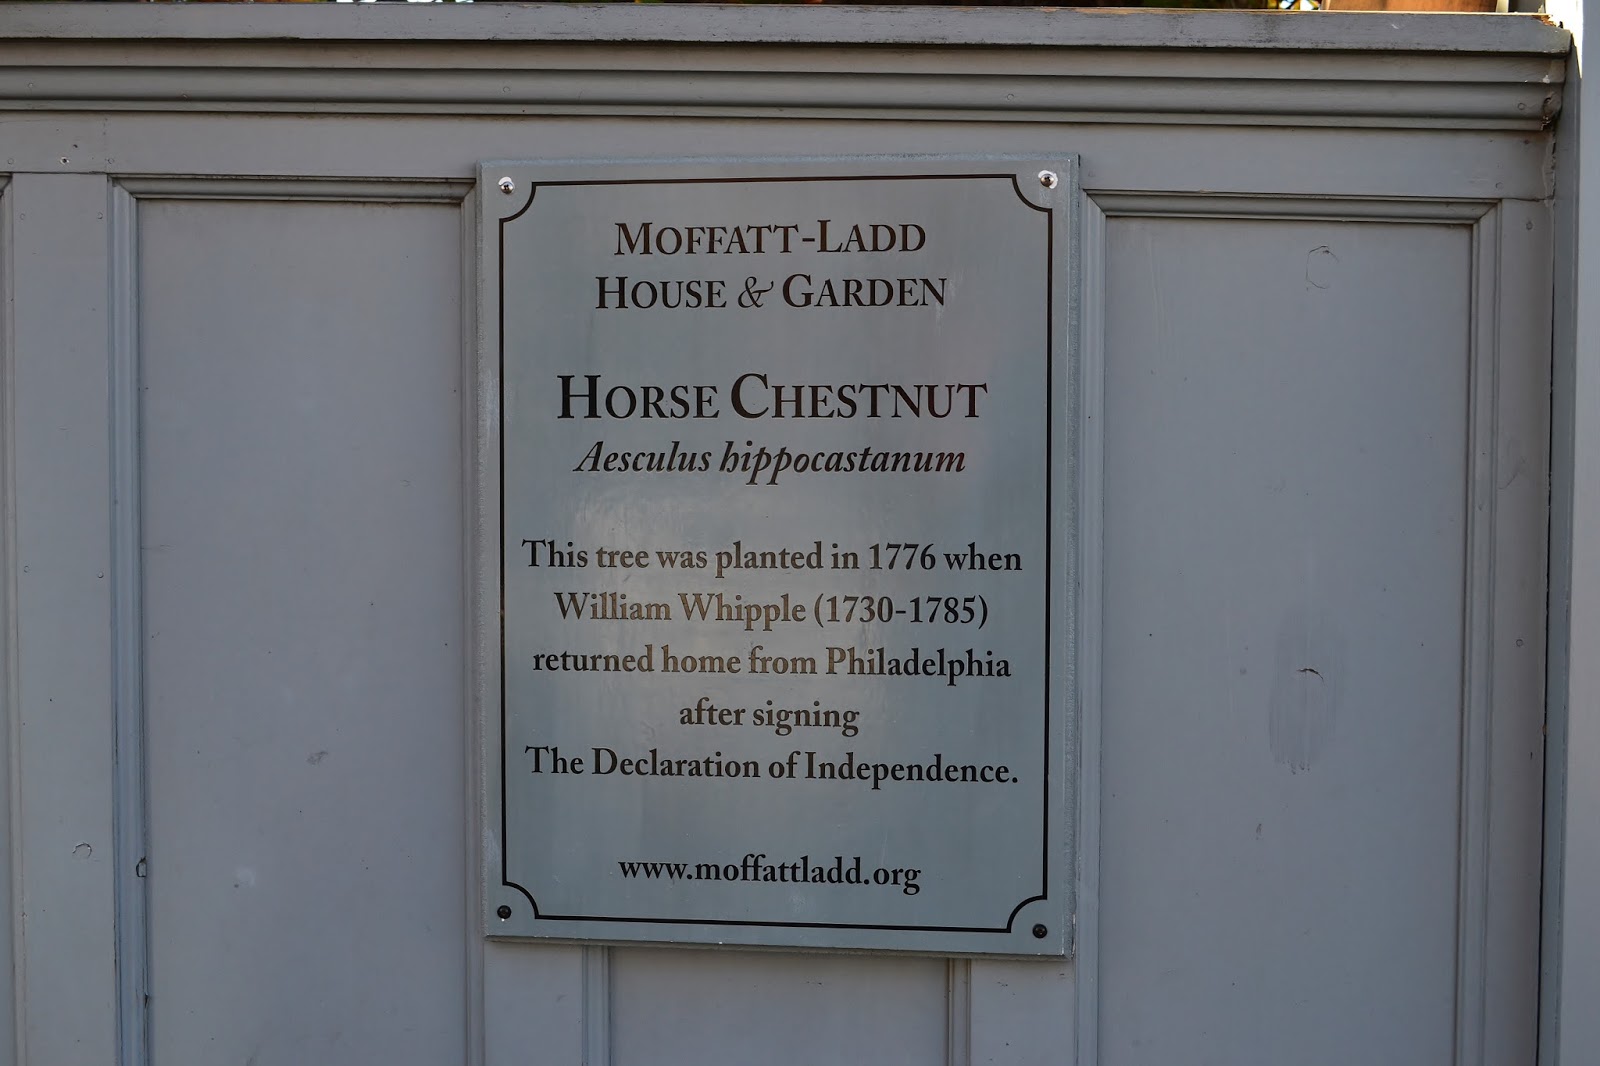 MOFFATT-LADD
HOUSE & GARDEN
HORSE CHESTNUT
Aesculus hippocastanum
This tree was planted in 1776 when
William Whipple (1730-1785)
returned home from Philadelphia
after signing
The Declaration of Independence.
www.moffattladd.org